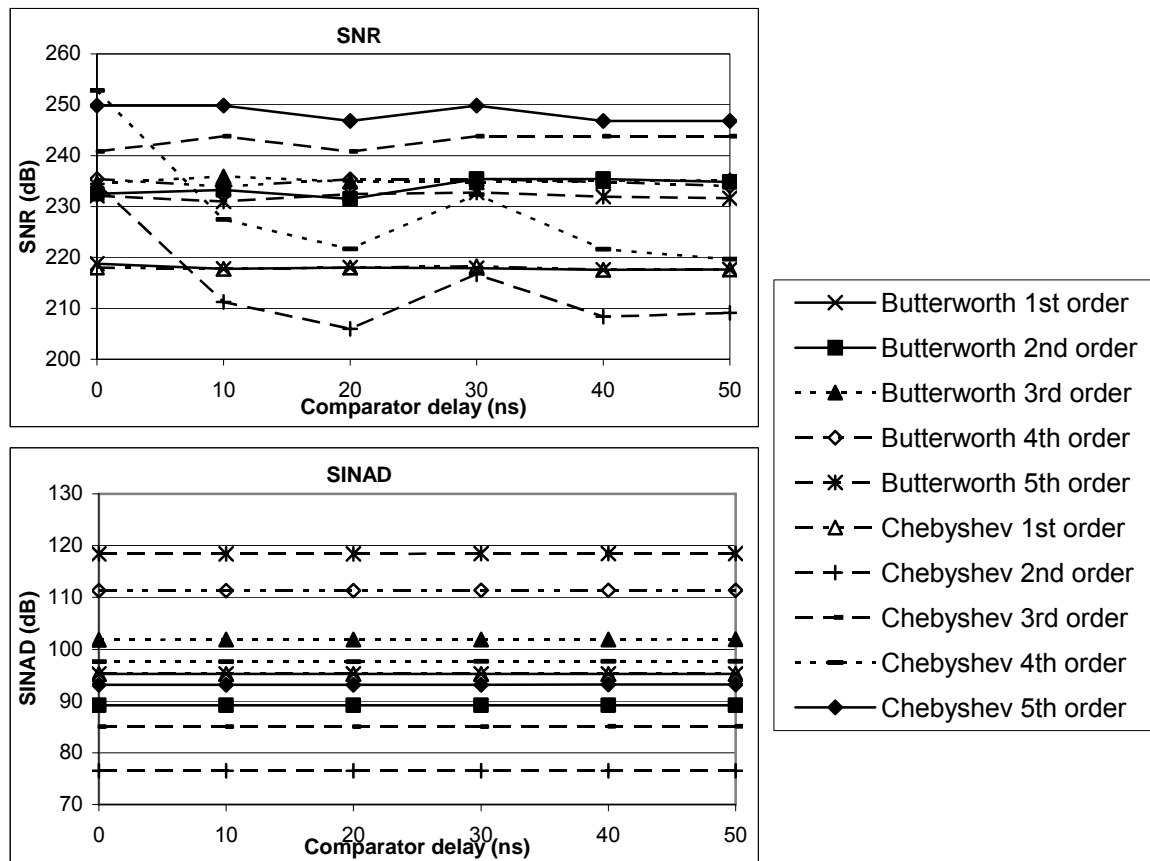 SNR
260
250
240
230
220
210
200
SNR (dB)
0 10 20 30 40 50
Comparator delay (ns)
SINAD
130
120
110
100
90
80
70
SINAD (dB)
0 10 20 30 40 50
Comparator delay (ns)
Butterworth 1st order
Butterworth 2nd order
Butterworth 3rd order
Butterworth 4th order
Butterworth 5th order
Chebyshev 1st order
Chebyshev 2nd order
Chebyshev 3rd order
Chebyshev 4th order
Chebyshev 5th order